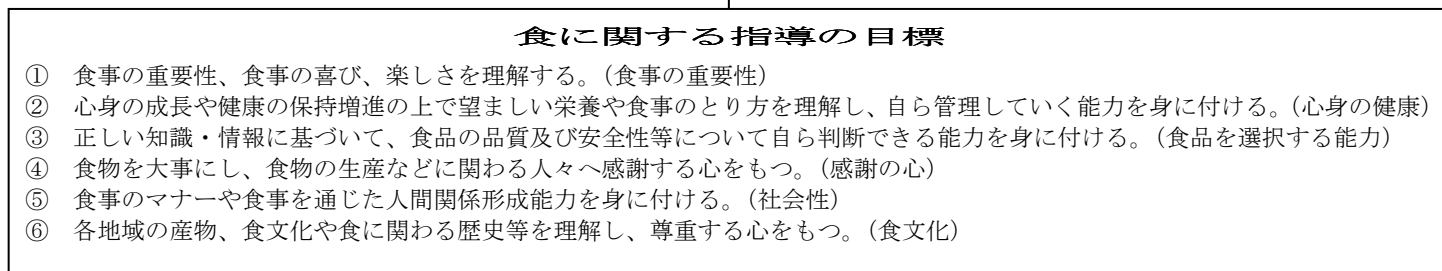 食に関する指導の目標
① 食事の重要性、食事の喜び、楽しさを理解する。(食事の重要性)
② 心身の成長や健康の保持増進の上で望ましい栄養や食事のとり方を理解し、自ら管理していく能力を身に付ける。(心身の健康)
③ 正しい知識・情報に基づいて、食品の品質及び安全性等について自ら判断できる能力を身に付ける。(食品を選択する能力)
④ 食物を大事にし、食物の生産などに関わる人々へ感謝する心をもつ。(感謝の心)
⑤ 食事のマナーや食事を通じた人間関係形成能力を身に付ける。(社会性)
⑥ 各地域の産物、食文化や食に関わる歴史等を理解し、尊重する心をもつ。(食文化)